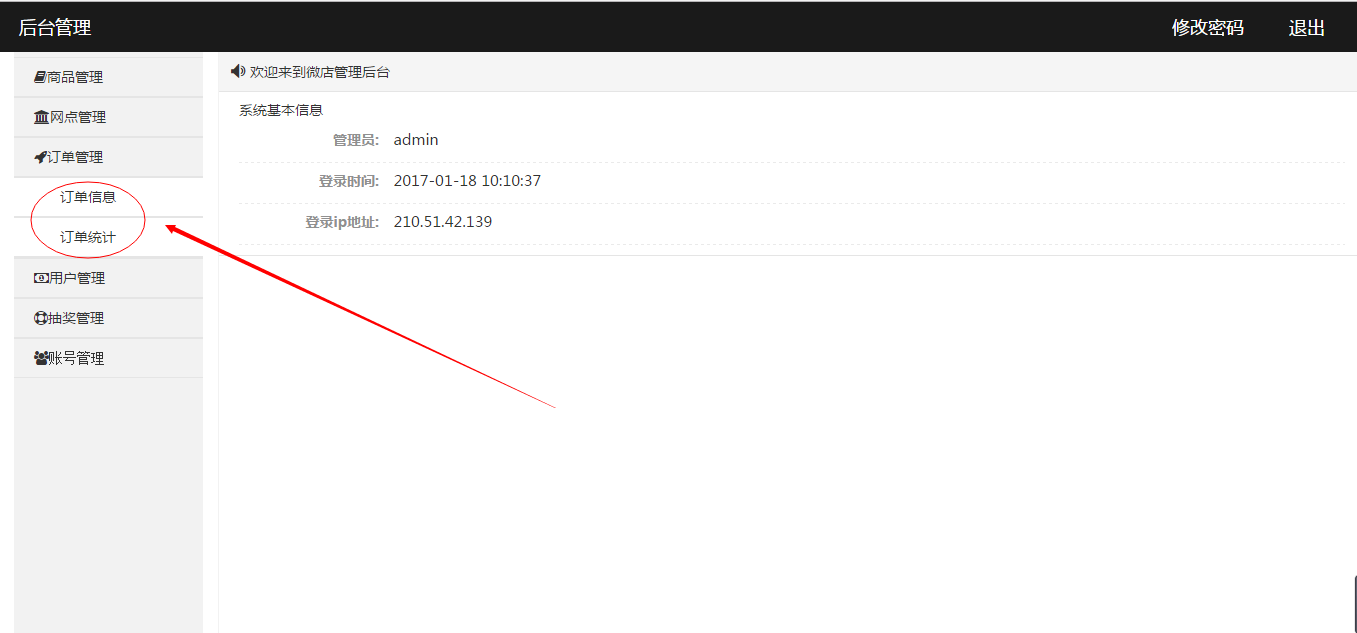 后台管理 修改密码 退出
商品管理
网点管理
订单管理
订单信息
订单统计
用户管理
抽奖管理
账号管理
欢迎来到微店管理后台
系统基本信息
管理员: admin
登录时间: 2017-01-18 10:10:37
登录ip地址: 210.51.42.139